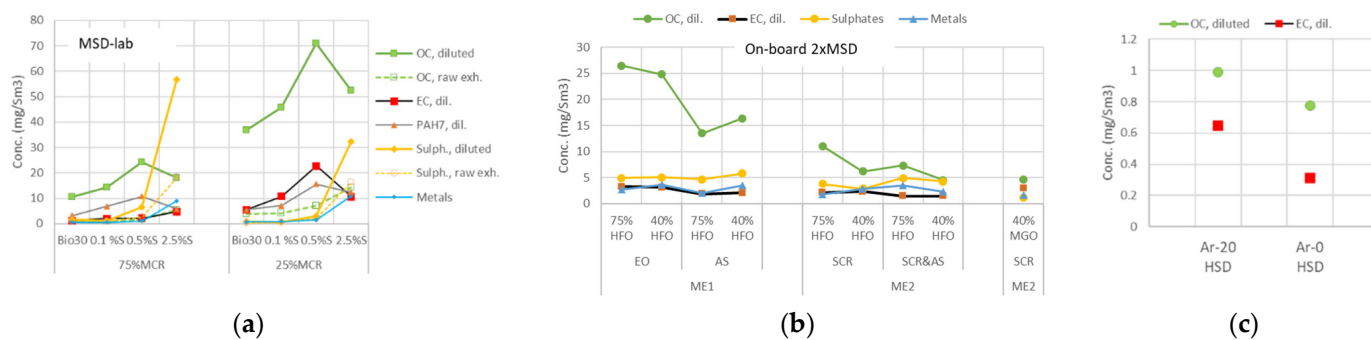 MSD-lab
Conc. (mg/Sm3)
80
70
60
50
40
30
20
10
0
Bio30 0.1 %S 0.5%S 2.5%S
Bio30 0.1 %S 0.5%S 2.5%S
75%MCR
25%MCR
OC, diluted
OC, raw exh.
EC, dil.
PAH7, dil.
Sulph., diluted
Sulph., raw exh.
Metals
(a)
OC, dil.
EC, dil.
Sulphates
Metals
On-board 2xMSD
Conc. (mg/Sm3)
30
25
20
15
10
5
0
75% 40% 75% 40% 75% 40% 75% 40% 40%
HFO HFO HFO HFO HFO HFO HFO HFO MGO
EO AS SCR SCR&AS SCR
ME1 ME2 ME2
(b)
OC, diluted
EC, dil.
Conc. (mg/Sm3)
1.2
1
0.8
0.6
0.4
0.2
0
Ar-20 Ar-0
HSD HSD
(c)